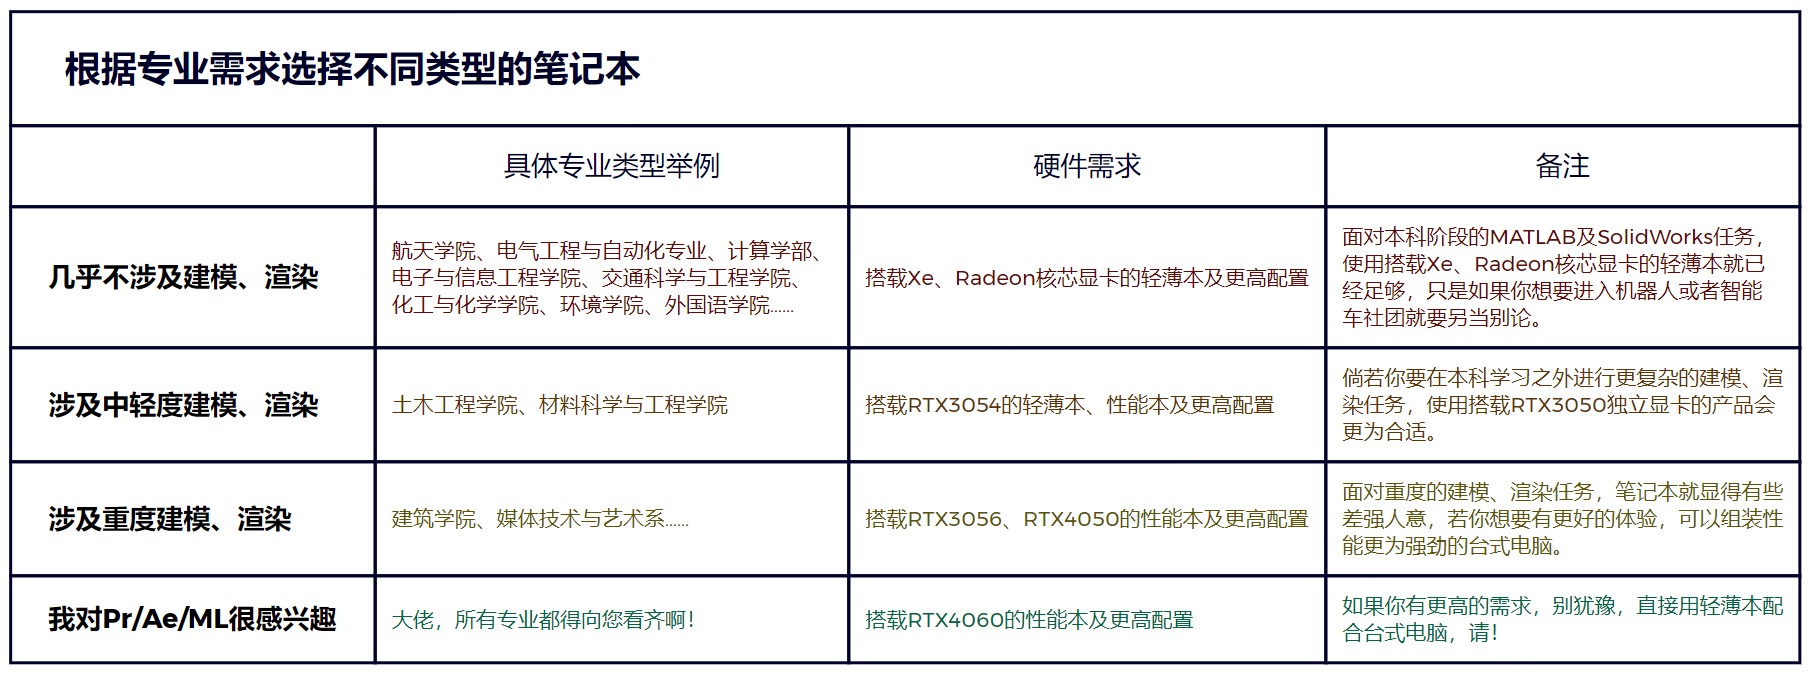 根据专业需求选择不同类型的笔记本
具体专业类型举例
硬件需求
备注
几乎不涉及建模、渲染
航天学院、电气工程与自动化专业、计算学部、
电子与信息工程学院、交通科学与工程学院、
化工与化学学院、环境学院、外国语学院……
搭载Xe、Radeon核芯显卡的轻薄本及更高配置
面对本科阶段的MATLAB及SolidWorks任务，
使用搭载Xe、Radeon核芯显卡的轻薄本就已
经足够，只是如果你想要进入机器人或者智能
车社团就要另当别论。
涉及中轻度建模、渲染
土木工程学院、材料科学与工程学院
搭载RTX3054的轻薄本、性能本及更高配置
倘若你要在本科学习之外进行更复杂的建模、渲
染任务，使用搭载RTX3050独立显卡的产品会
更为合适。
涉及重度建模、渲染
建筑学院、媒体技术与艺术系……
搭载RTX3056、RTX4050的性能本及更高配置
面对重度的建模、渲染任务，笔记本就显得有些
差强人意，若你想要有更好的体验，可以组装性
能更为强劲的台式电脑。
我对Pr/Ae/ML很感兴趣
大佬，所有专业都得向您看齐啊！
搭载RTX4060的性能本及更高配置
如果你有更高的需求，别犹豫，直接用轻薄本配
合台式电脑，请！